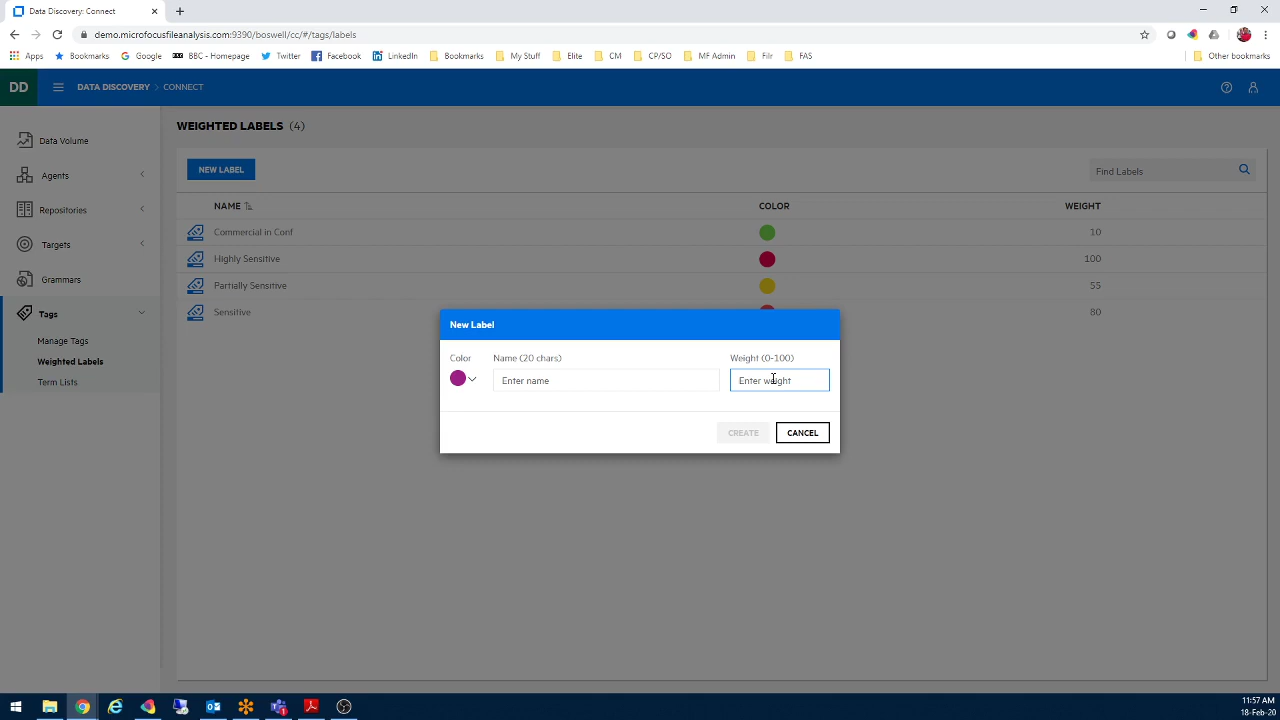 Data Discovery: Connect
demo.microfocusfileanalysis.com:9390/boswell/cc/#/tags/labels
Apps Bookmarks Google BBC - Homepage Twitter Facebook LinkedIn Bookmarks My Stuff Elite CM CP/SO MF Admin Filr FAS Other bookmarks
DD DATA DISCOVERY > CONNECT
WEIGHTED LABELS (4)
Data Volume
NEW LABEL
Find Labels
Agents
NAME COLOR WEIGHT
Repositories
Commercial in Conf 10
Targets
Highly Sensitive 100
Grammars
Partially Sensitive 55
Tags
Sensitive 80
Manage Tags
Weighted Labels
Term Lists
New Label
Color Name (20 chars) Weight (0-100)
Enter name Enter weight
CREATE CANCEL
11:57 AM
18-Feb-20